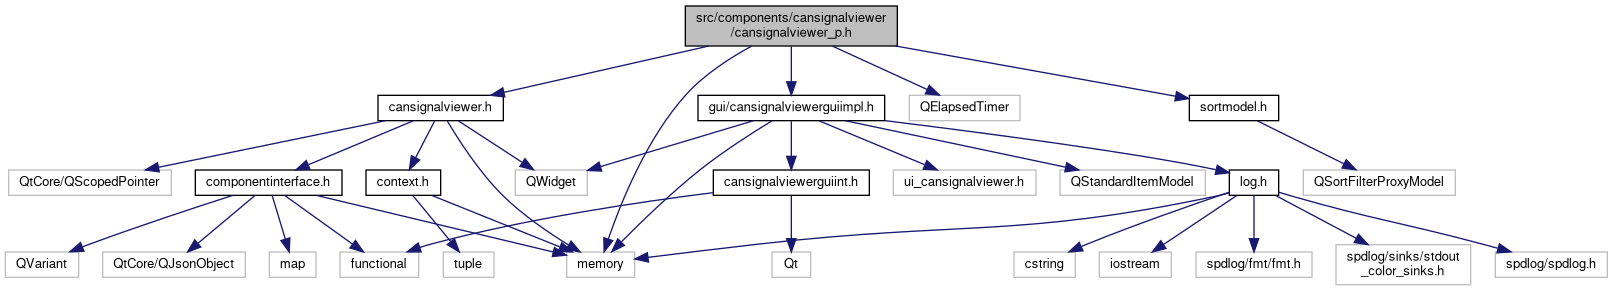 src/components/cansignalviewer
/cansignalviewer_p.h
cansignalviewer.h
gui/cansignalviewerguiimpl.h
QElapsedTimer
sortmodel.h
QtCore/QScopedPointer
componentinterface.h
context.h
QWidget
cansignalviewerguiint.h
ui_cansignalviewer.h
QStandardItemModel
log.h
QSortFilterProxyModel
QVariant
QtCore/QJsonObject
map
functional
tuple
memory
Qt
cstring
iostream
spdlog/fmt/fmt.h
spdlog/sinks/stdout
_color_sinks.h
spdlog/spdlog.h